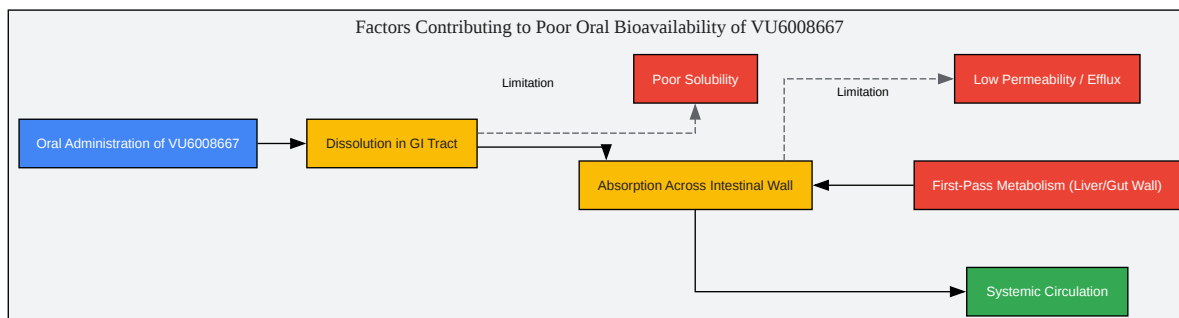 Factors Contributing to Poor Oral Bioavailability of VU6008667
Limitation
Poor Solubility
Limitation
Low Permeability / Efflux
Oral Administration of VU6008667
Dissolution in GI Tract
Absorption Across Intestinal Wall
First-Pass Metabolism (Liver/Gut Wall)
Systemic Circulation